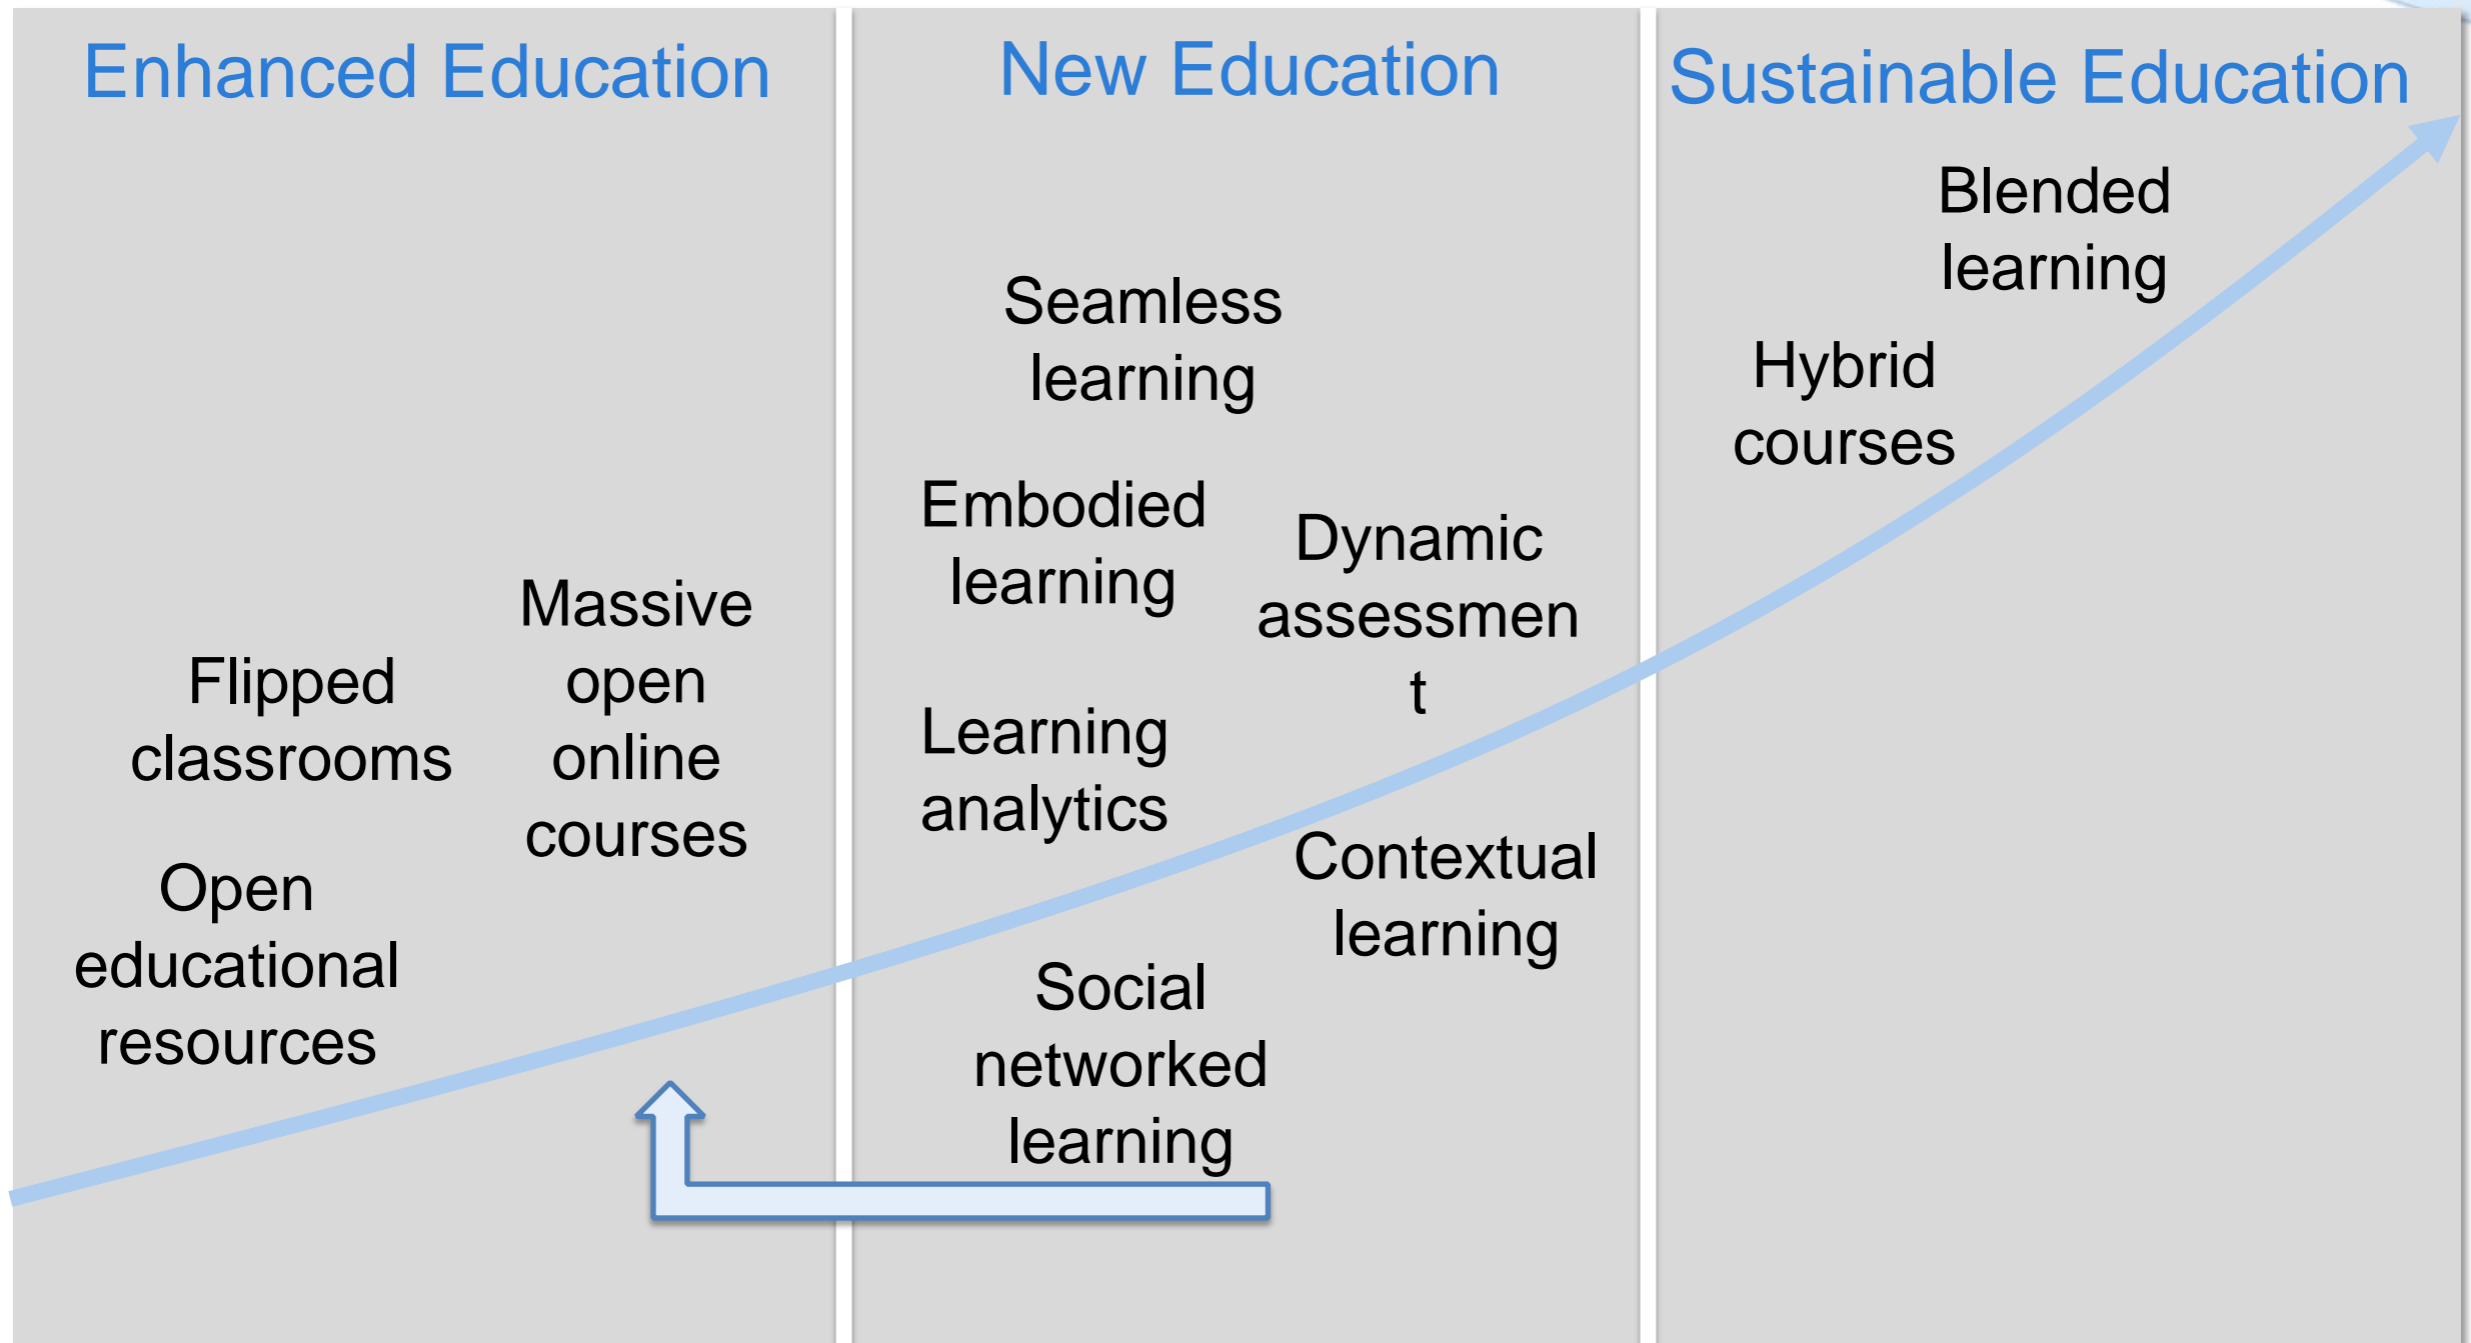 Enhanced Education
Flipped
classrooms
Massive
open
online
courses
Open
educational
resources
New Education
Seamless
learning
Embodied
learning
Dynamic
assessmen
t
Learning
analytics
Contextual
learning
Social
networked
learning
Sustainable Education
Blended
learning
Hybrid
courses